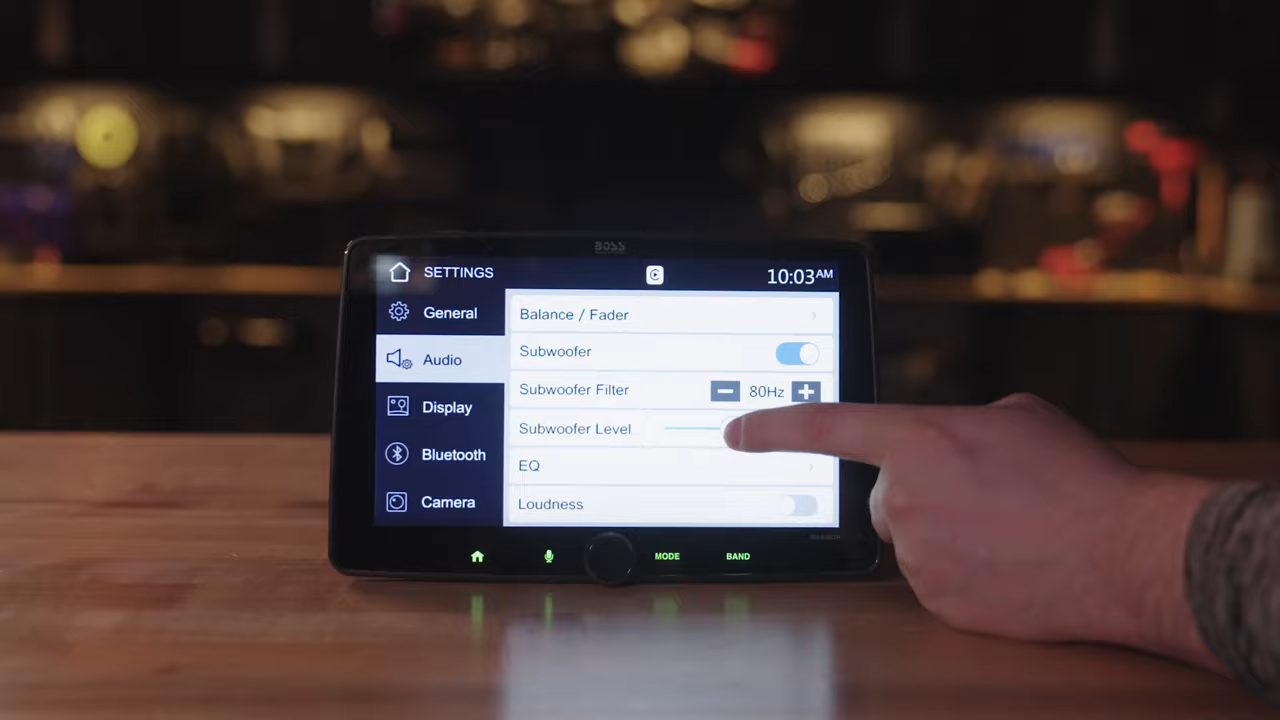 BOSS
SETTINGS
10:03AM
General
Audio
Display
Bluetooth
Camera
Balance / Fader
Subwoofer
Subwoofer Filter
80Hz
Subwoofer Level
EQ
Loudness
MODE
BAND